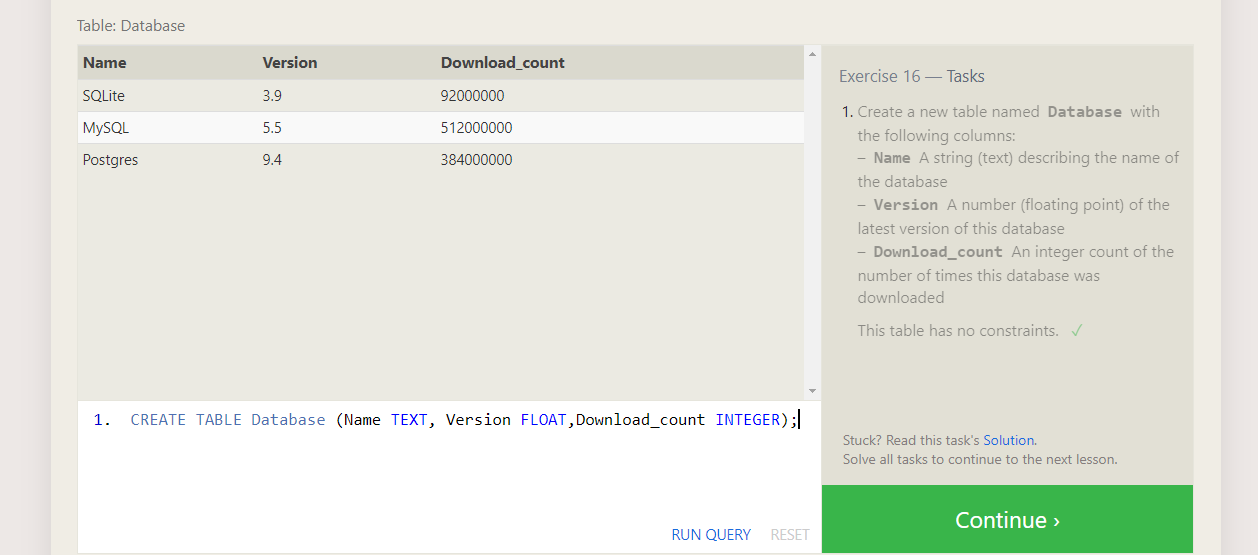 Table: Database
Name Version Download_count
SQLite 3.9 92000000
MySQL 5.5 512000000
Postgres 9.4 384000000
Exercise 16 — Tasks
1. Create a new table named Database with
the following columns:
– Name A string (text) describing the name of
the database
– Version A number (floating point) of the
latest version of this database
– Download_count An integer count of the
number of times this database was
downloaded
This table has no constraints. ✓
1. CREATE TABLE Database (Name TEXT, Version FLOAT,Download_count INTEGER);
RUN QUERY RESET
Stuck? Read this task's Solution.
Solve all tasks to continue to the next lesson.
Continue ›